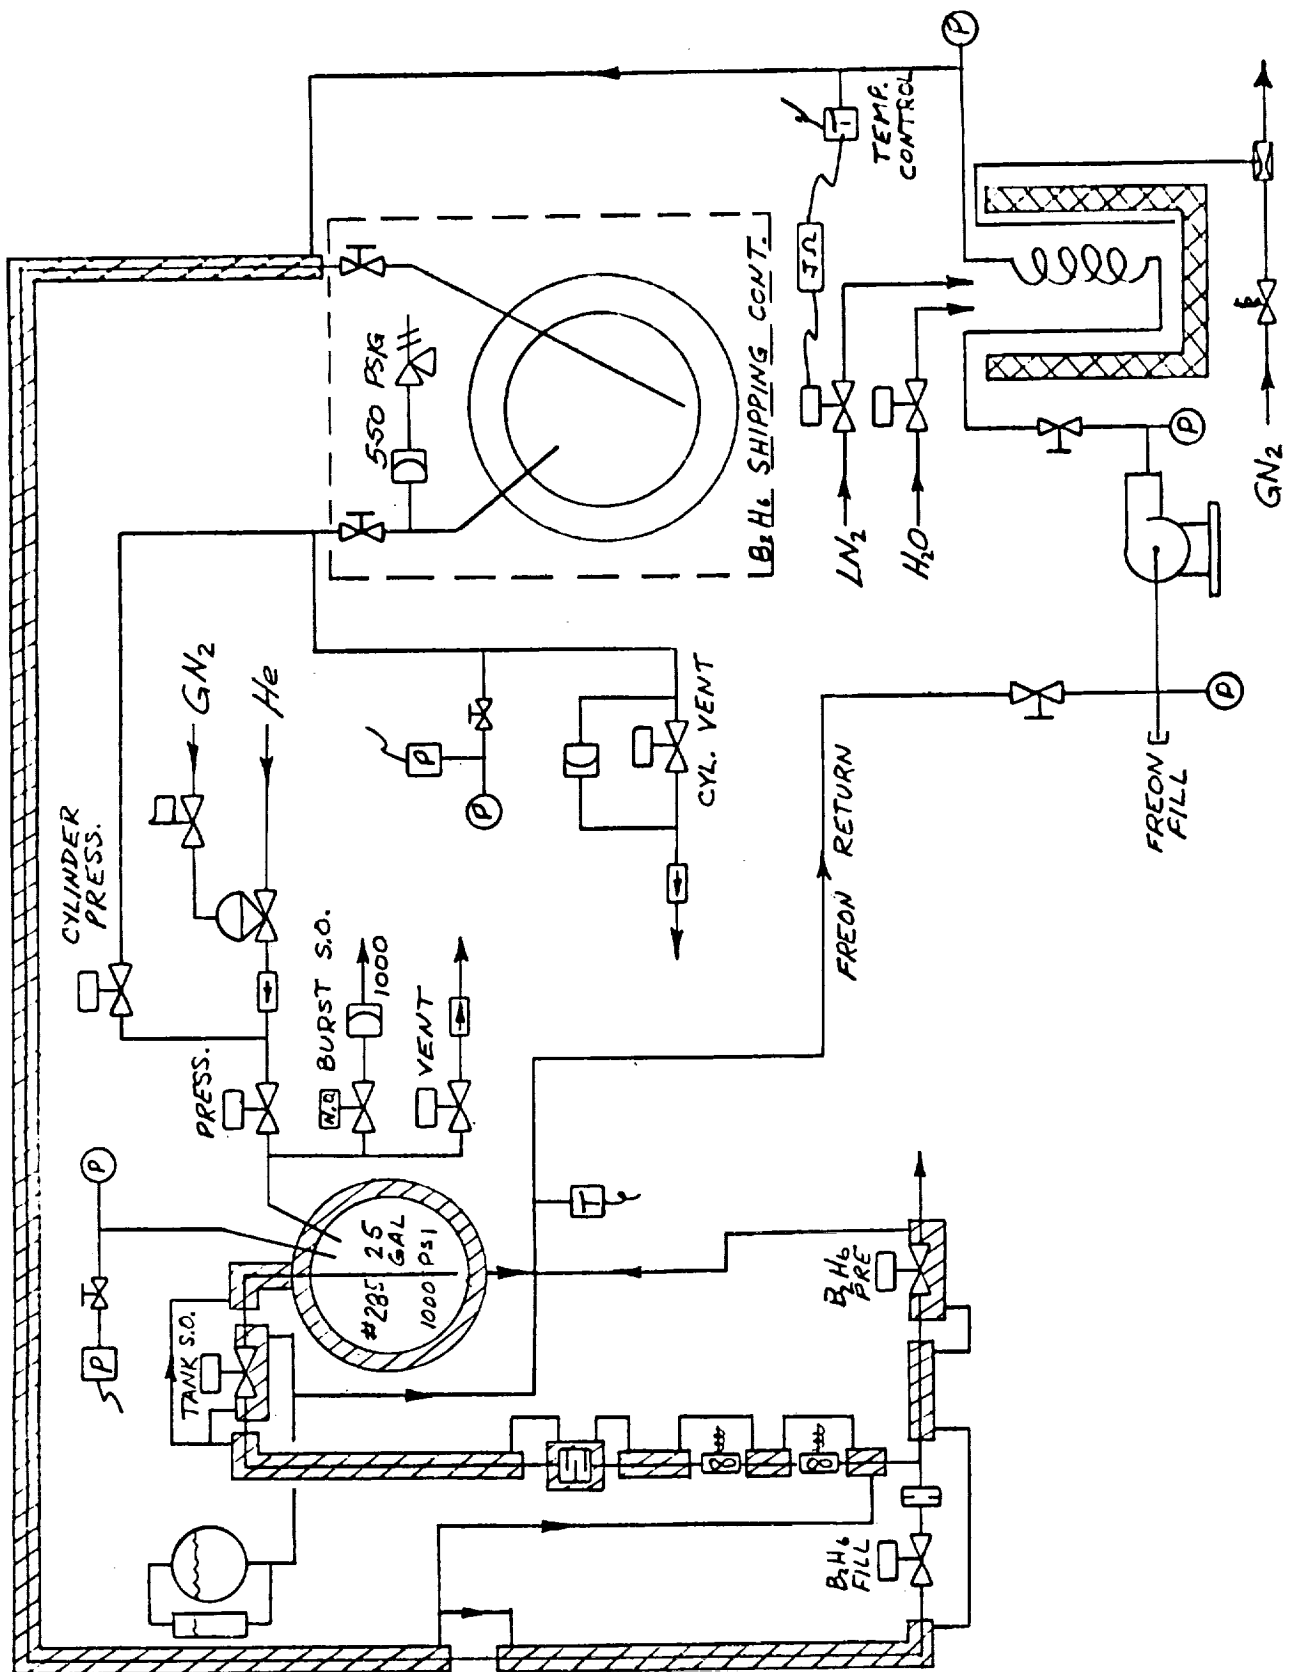 P
TEMP.
CONTROL
T
JΩ
B2H6 SHIPPING CONT.
550 PSIG
LN2
H2O
GN2
P
P
FREON
FILL
FREON RETURN
CYLINDER
PRESS.
GN2
He
P
P
CYL. VENT
PRESS.
N.O. BURST S.O.
1000
VENT
P
P
TANK S.O.
#285 25
GAL
1000 PSI
T
B2H6
PRE
B2H6
FILL